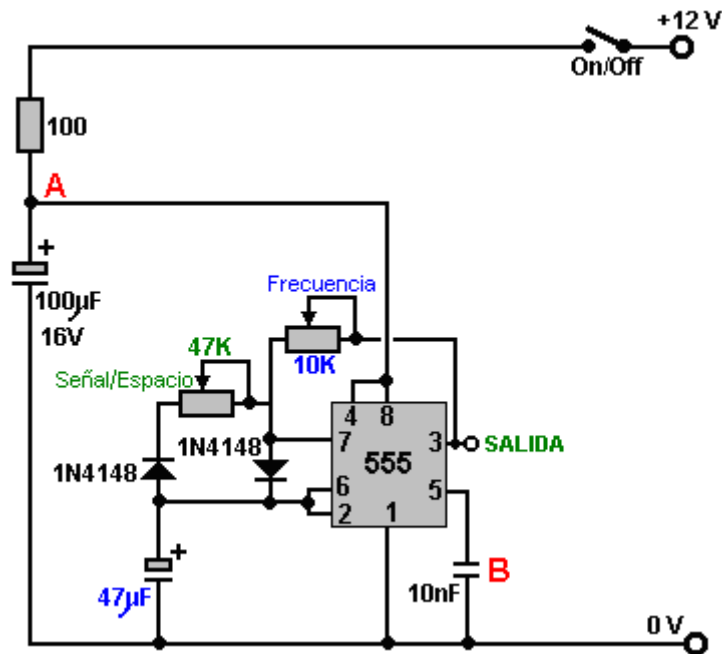 +12 V
On/Off
100
A
+
100µF
16V
Frecuencia
10K
47K
Señal/Espacio
1N4148
1N4148
4 8
7
3
SALIDA
555
6
5
2
1
+
47µF
B
10nF
0 V